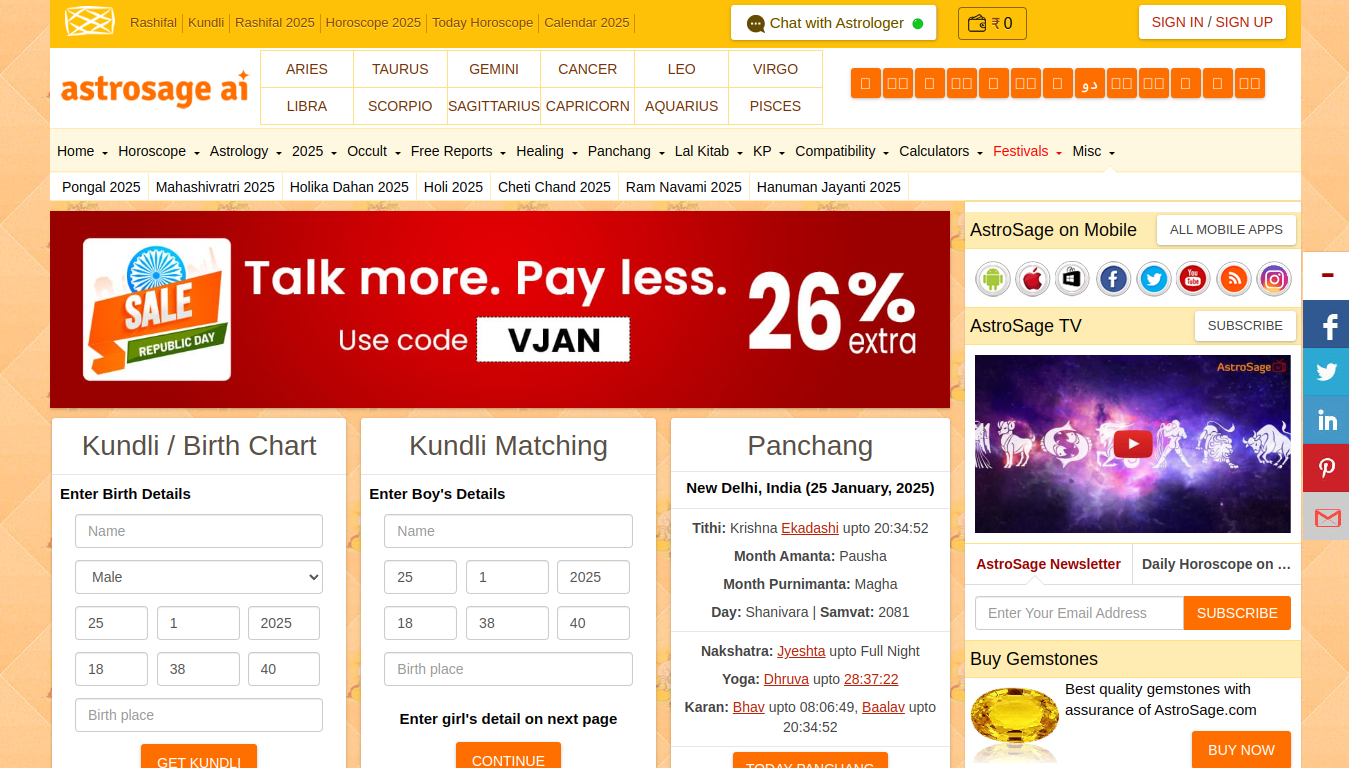 Rashifal Kundli Rashifal 2025 Horoscope 2025 Today Horoscope Calendar 2025
Chat with Astrologer
₹ 0
SIGN IN / SIGN UP
astrosage ai
ARIES TAURUS GEMINI CANCER LEO VIRGO
LIBRA SCORPIO SAGITTARIUS CAPRICORN AQUARIUS PISCES
دو
Home Horoscope Astrology 2025 Occult Free Reports Healing Panchang Lal Kitab KP Compatibility Calculators Festivals Misc
Pongal 2025 Mahashivratri 2025 Holika Dahan 2025 Holi 2025 Cheti Chand 2025 Ram Navami 2025 Hanuman Jayanti 2025
SALE
REPUBLIC DAY
Talk more. Pay less.
Use code VJAN
26%
extra
Kundli / Birth Chart
Enter Birth Details
Name
Male
25 1 2025
18 38 40
Birth place
GET KUNDLI
Kundli Matching
Enter Boy's Details
Name
25 1 2025
18 38 40
Birth place
Enter girl's detail on next page
CONTINUE
Panchang
New Delhi, India (25 January, 2025)
Tithi: Krishna Ekadashi upto 20:34:52
Month Amanta: Pausha
Month Purnimanta: Magha
Day: Shanivara | Samvat: 2081
Nakshatra: Jyeshta upto Full Night
Yoga: Dhruva upto 28:37:22
Karan: Bhav upto 08:06:49, Baalav upto
20:34:52
TODAY PANCHANG
AstroSage on Mobile
ALL MOBILE APPS
You
Tube
AstroSage TV
SUBSCRIBE
AstroSage
AstroSage Newsletter
Daily Horoscope on ...
Enter Your Email Address
SUBSCRIBE
Buy Gemstones
Best quality gemstones with
assurance of AstroSage.com
BUY NOW